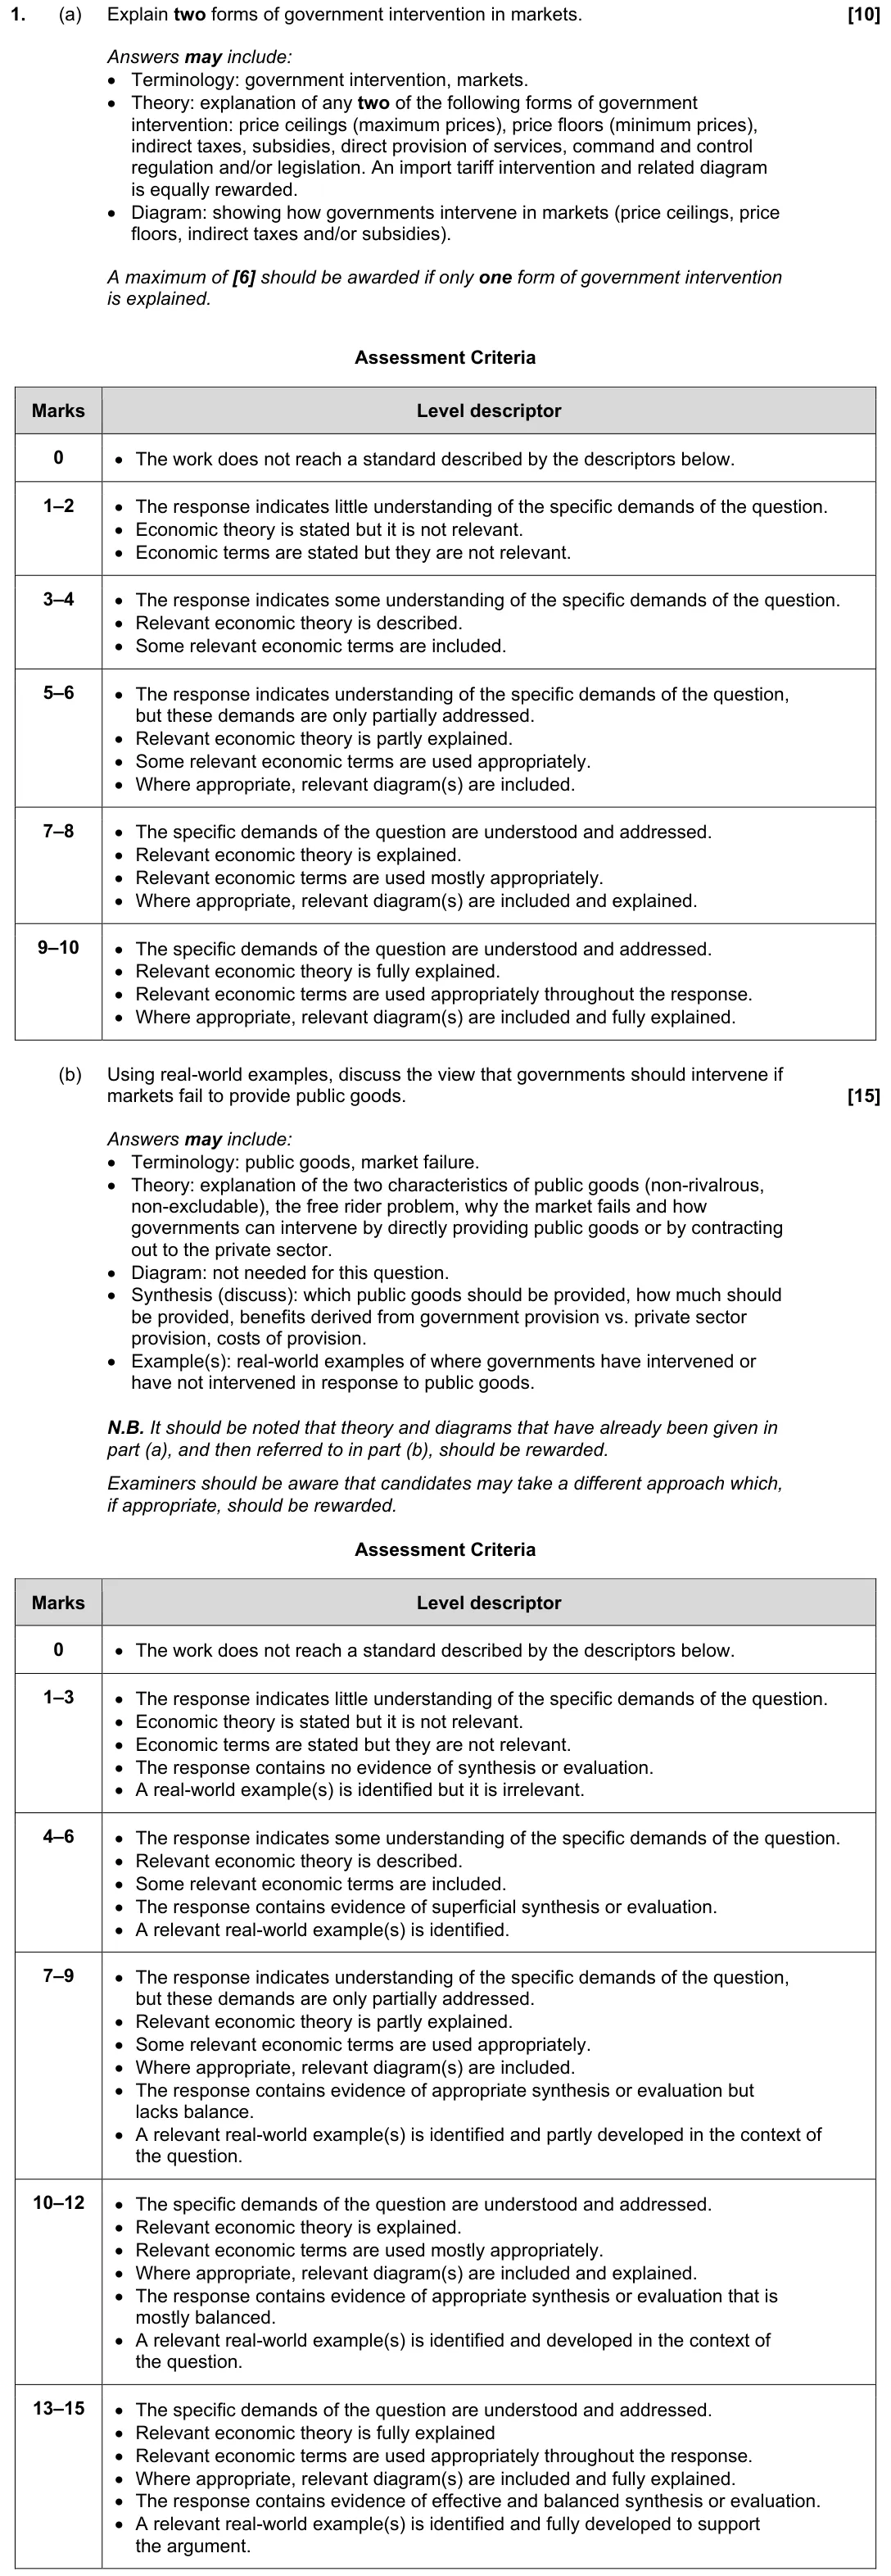 1. (a) Explain two forms of government intervention in markets. [10]
Answers may include:
• Terminology: government intervention, markets.
• Theory: explanation of any two of the following forms of government
intervention: price ceilings (maximum prices), price floors (minimum prices),
indirect taxes, subsidies, direct provision of services, command and control
regulation and/or legislation. An import tariff intervention and related diagram
is equally rewarded.
• Diagram: showing how governments intervene in markets (price ceilings, price
floors, indirect taxes and/or subsidies).
A maximum of [6] should be awarded if only one form of government intervention
is explained.
Assessment Criteria
Marks Level descriptor
0 • The work does not reach a standard described by the descriptors below.
1–2 • The response indicates little understanding of the specific demands of the question.
• Economic theory is stated but it is not relevant.
• Economic terms are stated but they are not relevant.
3–4 • The response indicates some understanding of the specific demands of the question.
• Relevant economic theory is described.
• Some relevant economic terms are included.
5–6 • The response indicates understanding of the specific demands of the question,
but these demands are only partially addressed.
• Relevant economic theory is partly explained.
• Some relevant economic terms are used appropriately.
• Where appropriate, relevant diagram(s) are included.
7–8 • The specific demands of the question are understood and addressed.
• Relevant economic theory is explained.
• Relevant economic terms are used mostly appropriately.
• Where appropriate, relevant diagram(s) are included and explained.
9–10 • The specific demands of the question are understood and addressed.
• Relevant economic theory is fully explained.
• Relevant economic terms are used appropriately throughout the response.
• Where appropriate, relevant diagram(s) are included and fully explained.
(b) Using real-world examples, discuss the view that governments should intervene if
markets fail to provide public goods. [15]
Answers may include:
• Terminology: public goods, market failure.
• Theory: explanation of the two characteristics of public goods (non-rivalrous,
non-excludable), the free rider problem, why the market fails and how
governments can intervene by directly providing public goods or by contracting
out to the private sector.
• Diagram: not needed for this question.
• Synthesis (discuss): which public goods should be provided, how much should
be provided, benefits derived from government provision vs. private sector
provision, costs of provision.
• Example(s): real-world examples of where governments have intervened or
have not intervened in response to public goods.
N.B. It should be noted that theory and diagrams that have already been given in
part (a), and then referred to in part (b), should be rewarded.
Examiners should be aware that candidates may take a different approach which,
if appropriate, should be rewarded.
Assessment Criteria
Marks Level descriptor
0 • The work does not reach a standard described by the descriptors below.
1–3 • The response indicates little understanding of the specific demands of the question.
• Economic theory is stated but it is not relevant.
• Economic terms are stated but they are not relevant.
• The response contains no evidence of synthesis or evaluation.
• A real-world example(s) is identified but it is irrelevant.
4–6 • The response indicates some understanding of the specific demands of the question.
• Relevant economic theory is described.
• Some relevant economic terms are included.
• The response contains evidence of superficial synthesis or evaluation.
• A relevant real-world example(s) is identified.
7–9 • The response indicates understanding of the specific demands of the question,
but these demands are only partially addressed.
• Relevant economic theory is partly explained.
• Some relevant economic terms are used appropriately.
• Where appropriate, relevant diagram(s) are included.
• The response contains evidence of appropriate synthesis or evaluation but
lacks balance.
• A relevant real-world example(s) is identified and partly developed in the context of
the question.
10–12 • The specific demands of the question are understood and addressed.
• Relevant economic theory is explained.
• Relevant economic terms are used mostly appropriately.
• Where appropriate, relevant diagram(s) are included and explained.
• The response contains evidence of appropriate synthesis or evaluation that is
mostly balanced.
• A relevant real-world example(s) is identified and developed in the context of
the question.
13–15 • The specific demands of the question are understood and addressed.
• Relevant economic theory is fully explained
• Relevant economic terms are used appropriately throughout the response.
• Where appropriate, relevant diagram(s) are included and fully explained.
• The response contains evidence of effective and balanced synthesis or evaluation.
• A relevant real-world example(s) is identified and fully developed to support
the argument.